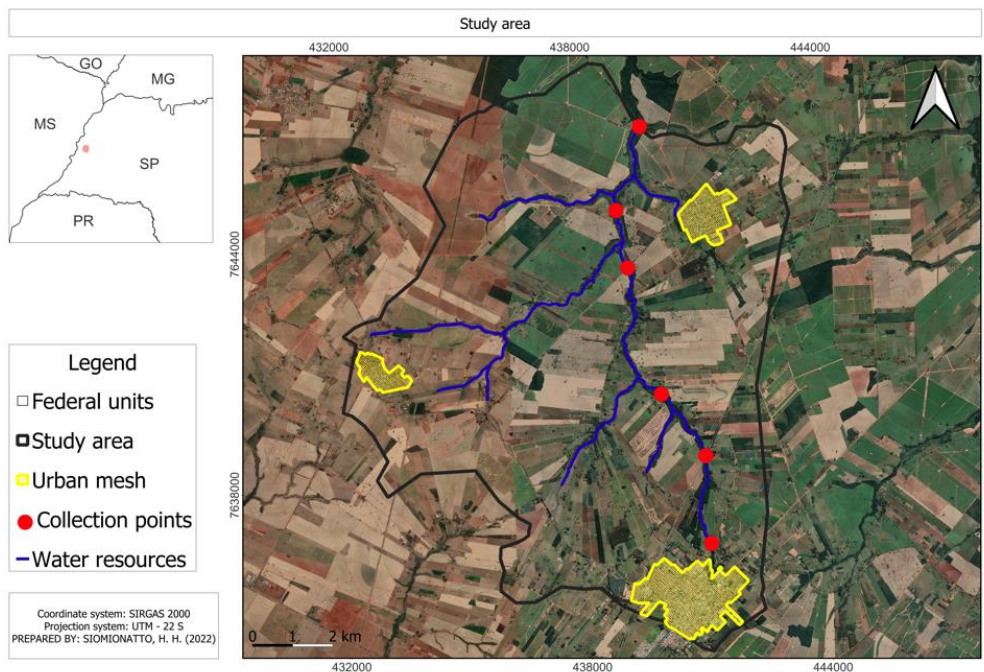 Study area
432000
438000
444000
GO
MG
MS
SP
PR
7644000
7638000
Legend
Federal units
Study area
Urban mesh
Collection points
Water resources
Coordinate system: SIRGAS 2000
Projection system: UTM - 22 S
PREPARED BY: SIOMIONATTO, H. H. (2022)
0 1 2 km
432000
438000
444000